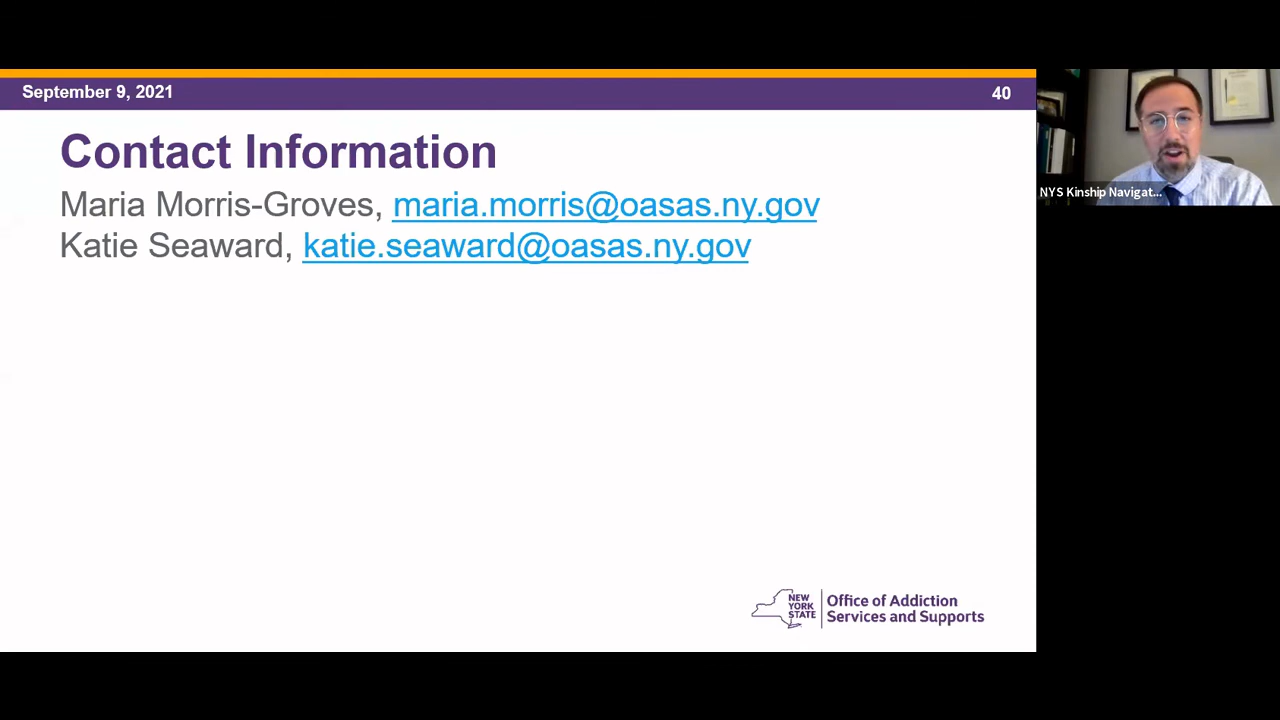 September 9, 2021
40
Contact Information
Maria Morris-Groves, maria.morris@oasas.ny.gov
Katie Seaward, katie.seaward@oasas.ny.gov
NYS Kinship Navigat...
NEW
YORK
STATE
Office of Addiction
Services and Supports